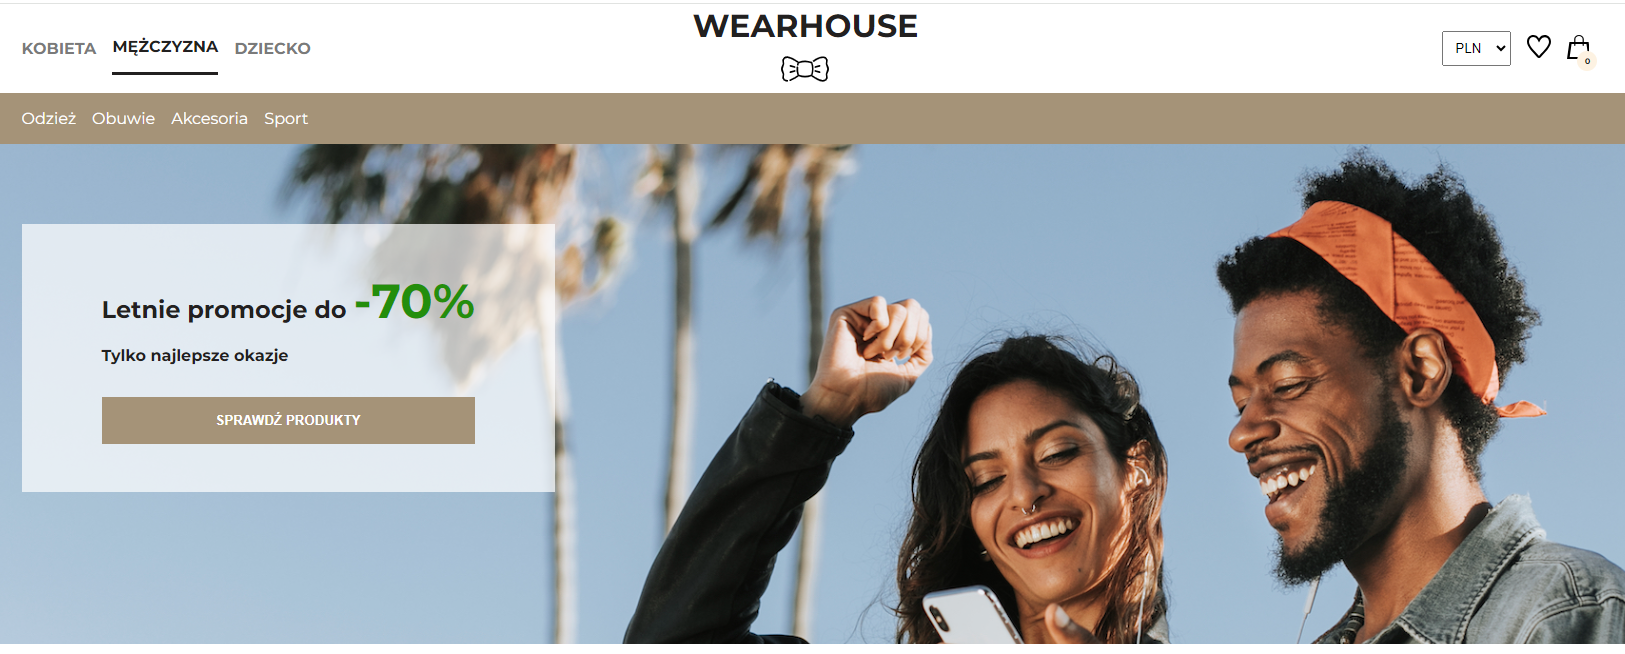 WEARHOUSE
KOBIETA MĘŻCZYZNA DZIECKO
PLN
0
Odzież Obuwie Akcesoria Sport
Letnie promocje do -70%
Tylko najlepsze okazje
SPRAWDŹ PRODUKTY